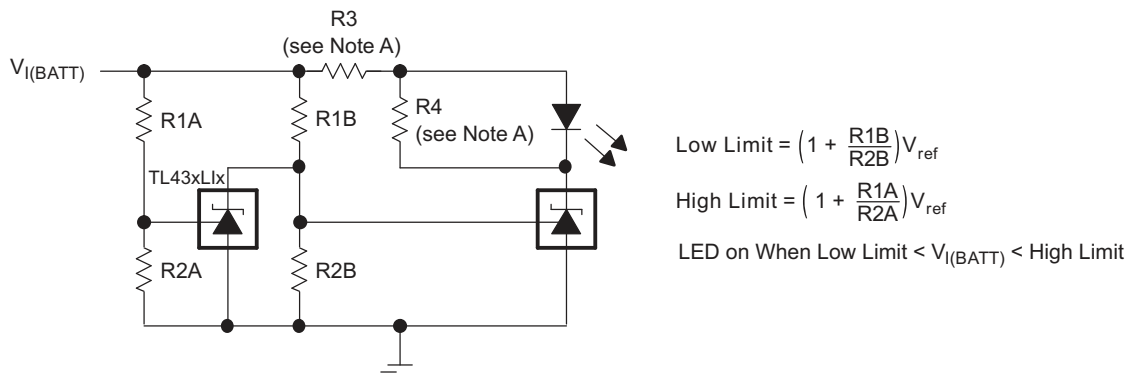 R3
(see Note A)
V_I(BATT)
R1A
R1B
R4
(see Note A)
TL43xLIx
R2A
R2B
Low Limit = (1 + R1B/R2B)V_ref
High Limit = (1 + R1A/R2A)V_ref
LED on When Low Limit < V_I(BATT) < High Limit